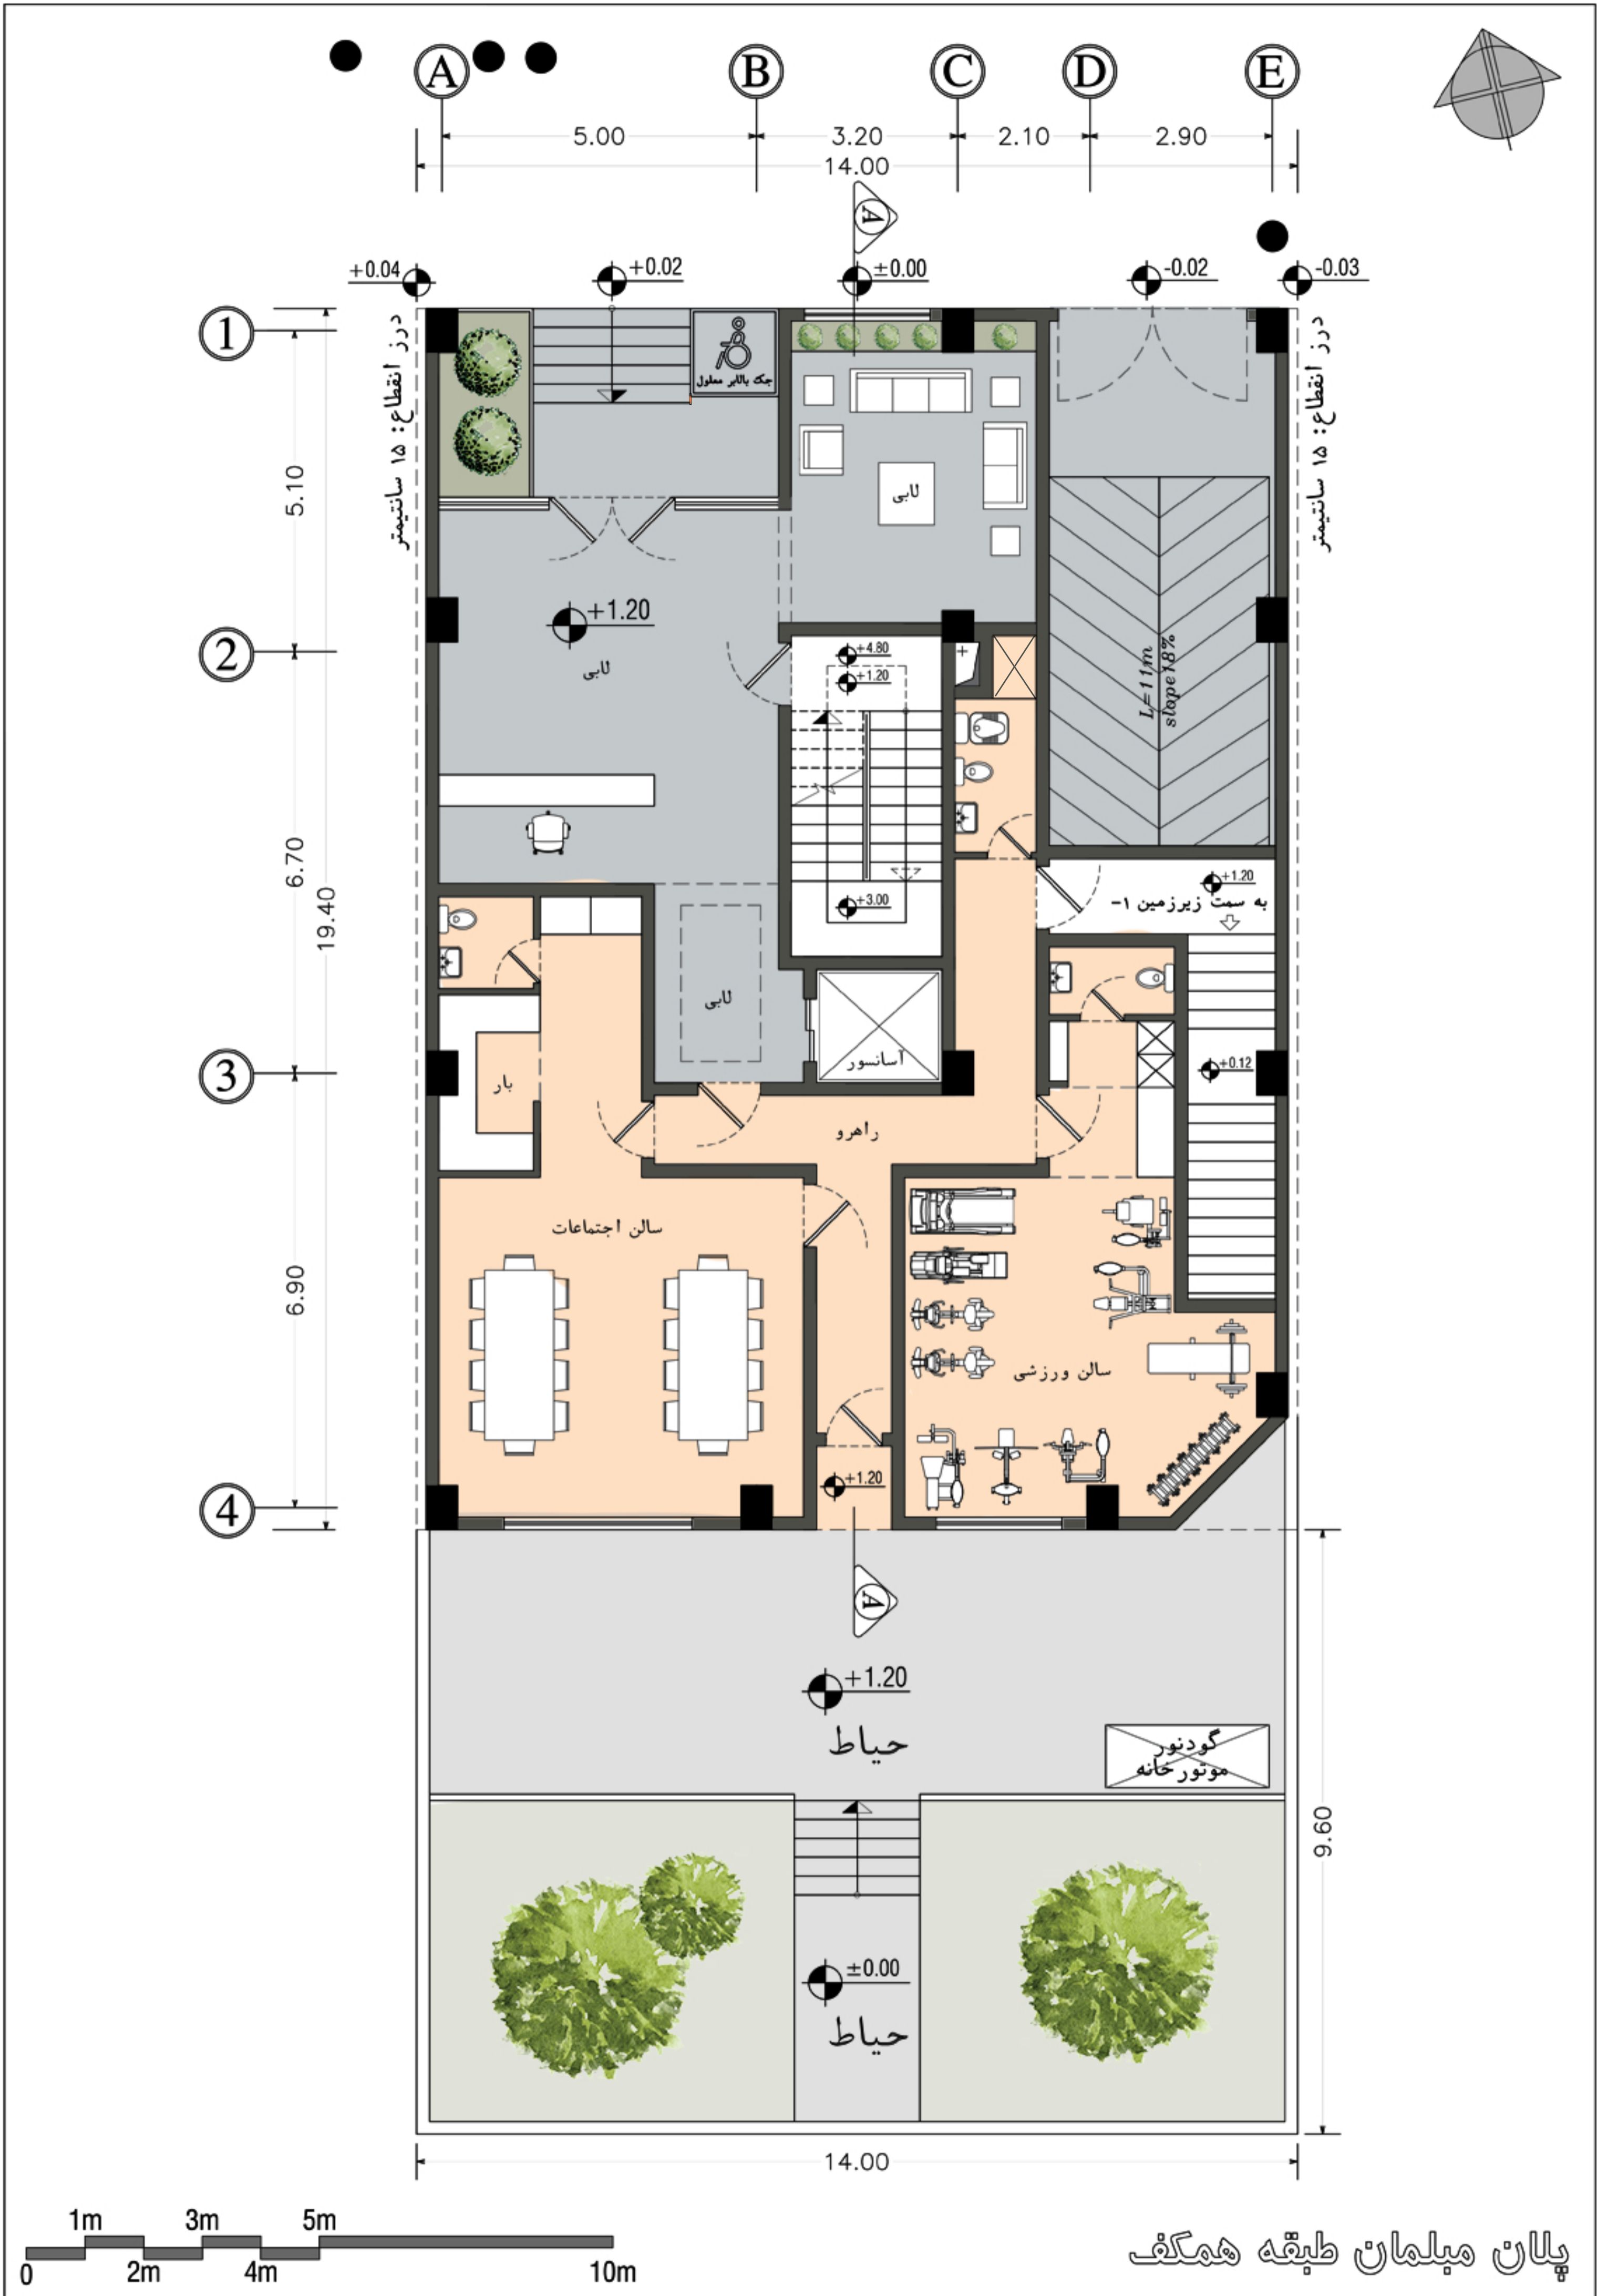 A B C D E
5.00 3.20 2.10 2.90
14.00
A
+0.04 +0.02 ±0.00 -0.02 -0.03
1
درز انقطاع: ۱۵ سانتیمتر
درز انقطاع: ۱۵ سانتیمتر
جک بالابر معلول
5.10
لابی
+1.20
لابی
2
+4.80
+1.20
L=11m
slope18%
6.70
19.40
+3.00
+1.20
به سمت زیرزمین ۱-
لابی
آسانسور
3
+0.12
بار
راهرو
سالن اجتماعات
6.90
سالن ورزشی
+1.20
4
A
+1.20
حیاط
گودنور
موتورخانه
9.60
±0.00
حیاط
14.00
1m 3m 5m
0 2m 4m 10m
پلان مبلمان طبقه همکف